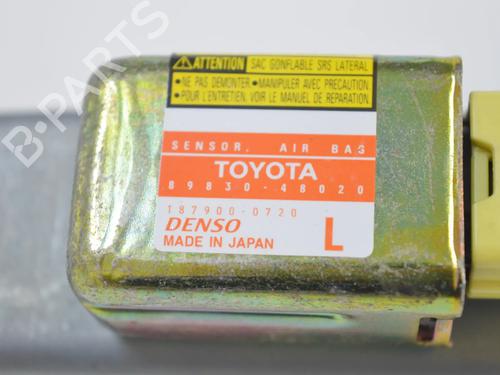 ATTENTION SAC GONFLABLE SRS LATERAL
•NE PAS DEMONTER •MANIPULER AVEC PRECAUTION
•POUR L'ENTRETIEN, VOIR LE MANUEL DE REPARATION
SENSOR, AIR BAG
TOYOTA
89830-48020
187900-0720
DENSO
MADE IN JAPAN
L
B-PARTS